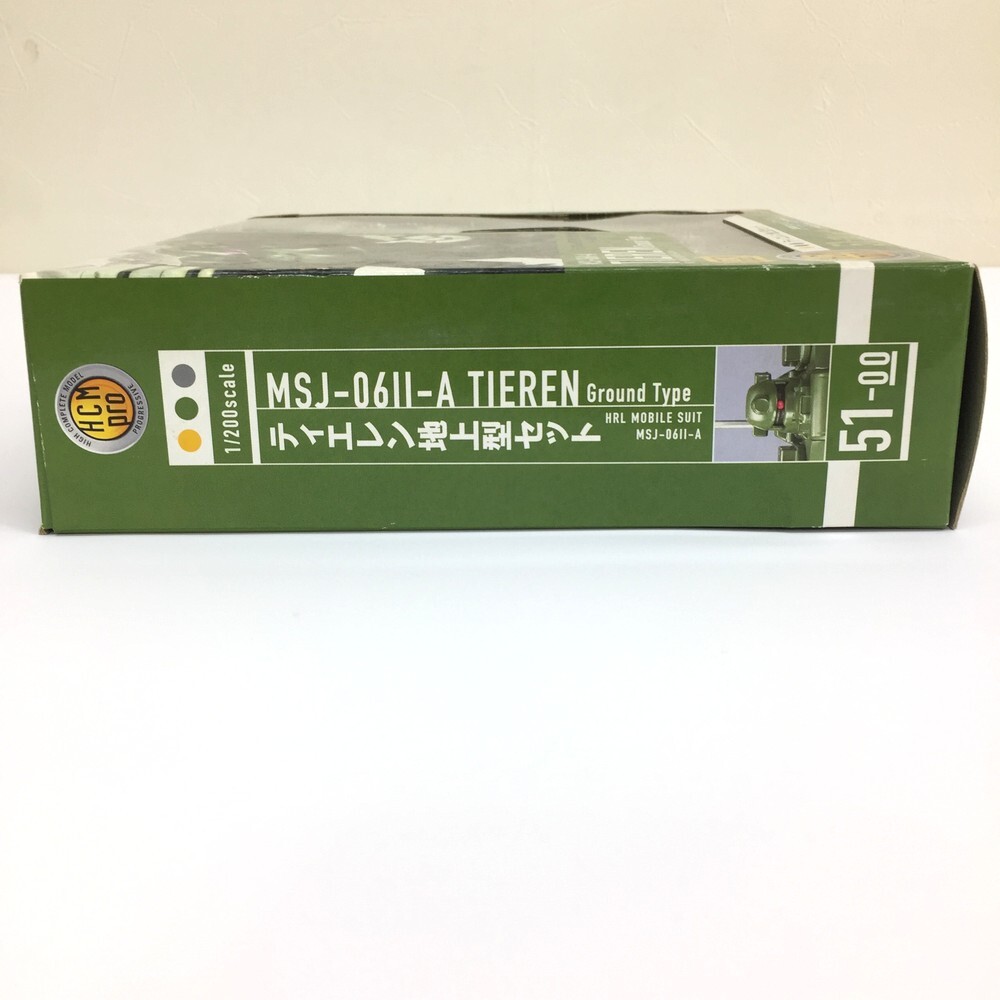 HIGH COMPLETE MODEL
HCM
pro
PROGRESSIVE
1/200scale
MSJ-06II-A TIEREN Ground Type
ティエレン地上型セット
HRL MOBILE SUIT
MSJ-06II-A
51-00